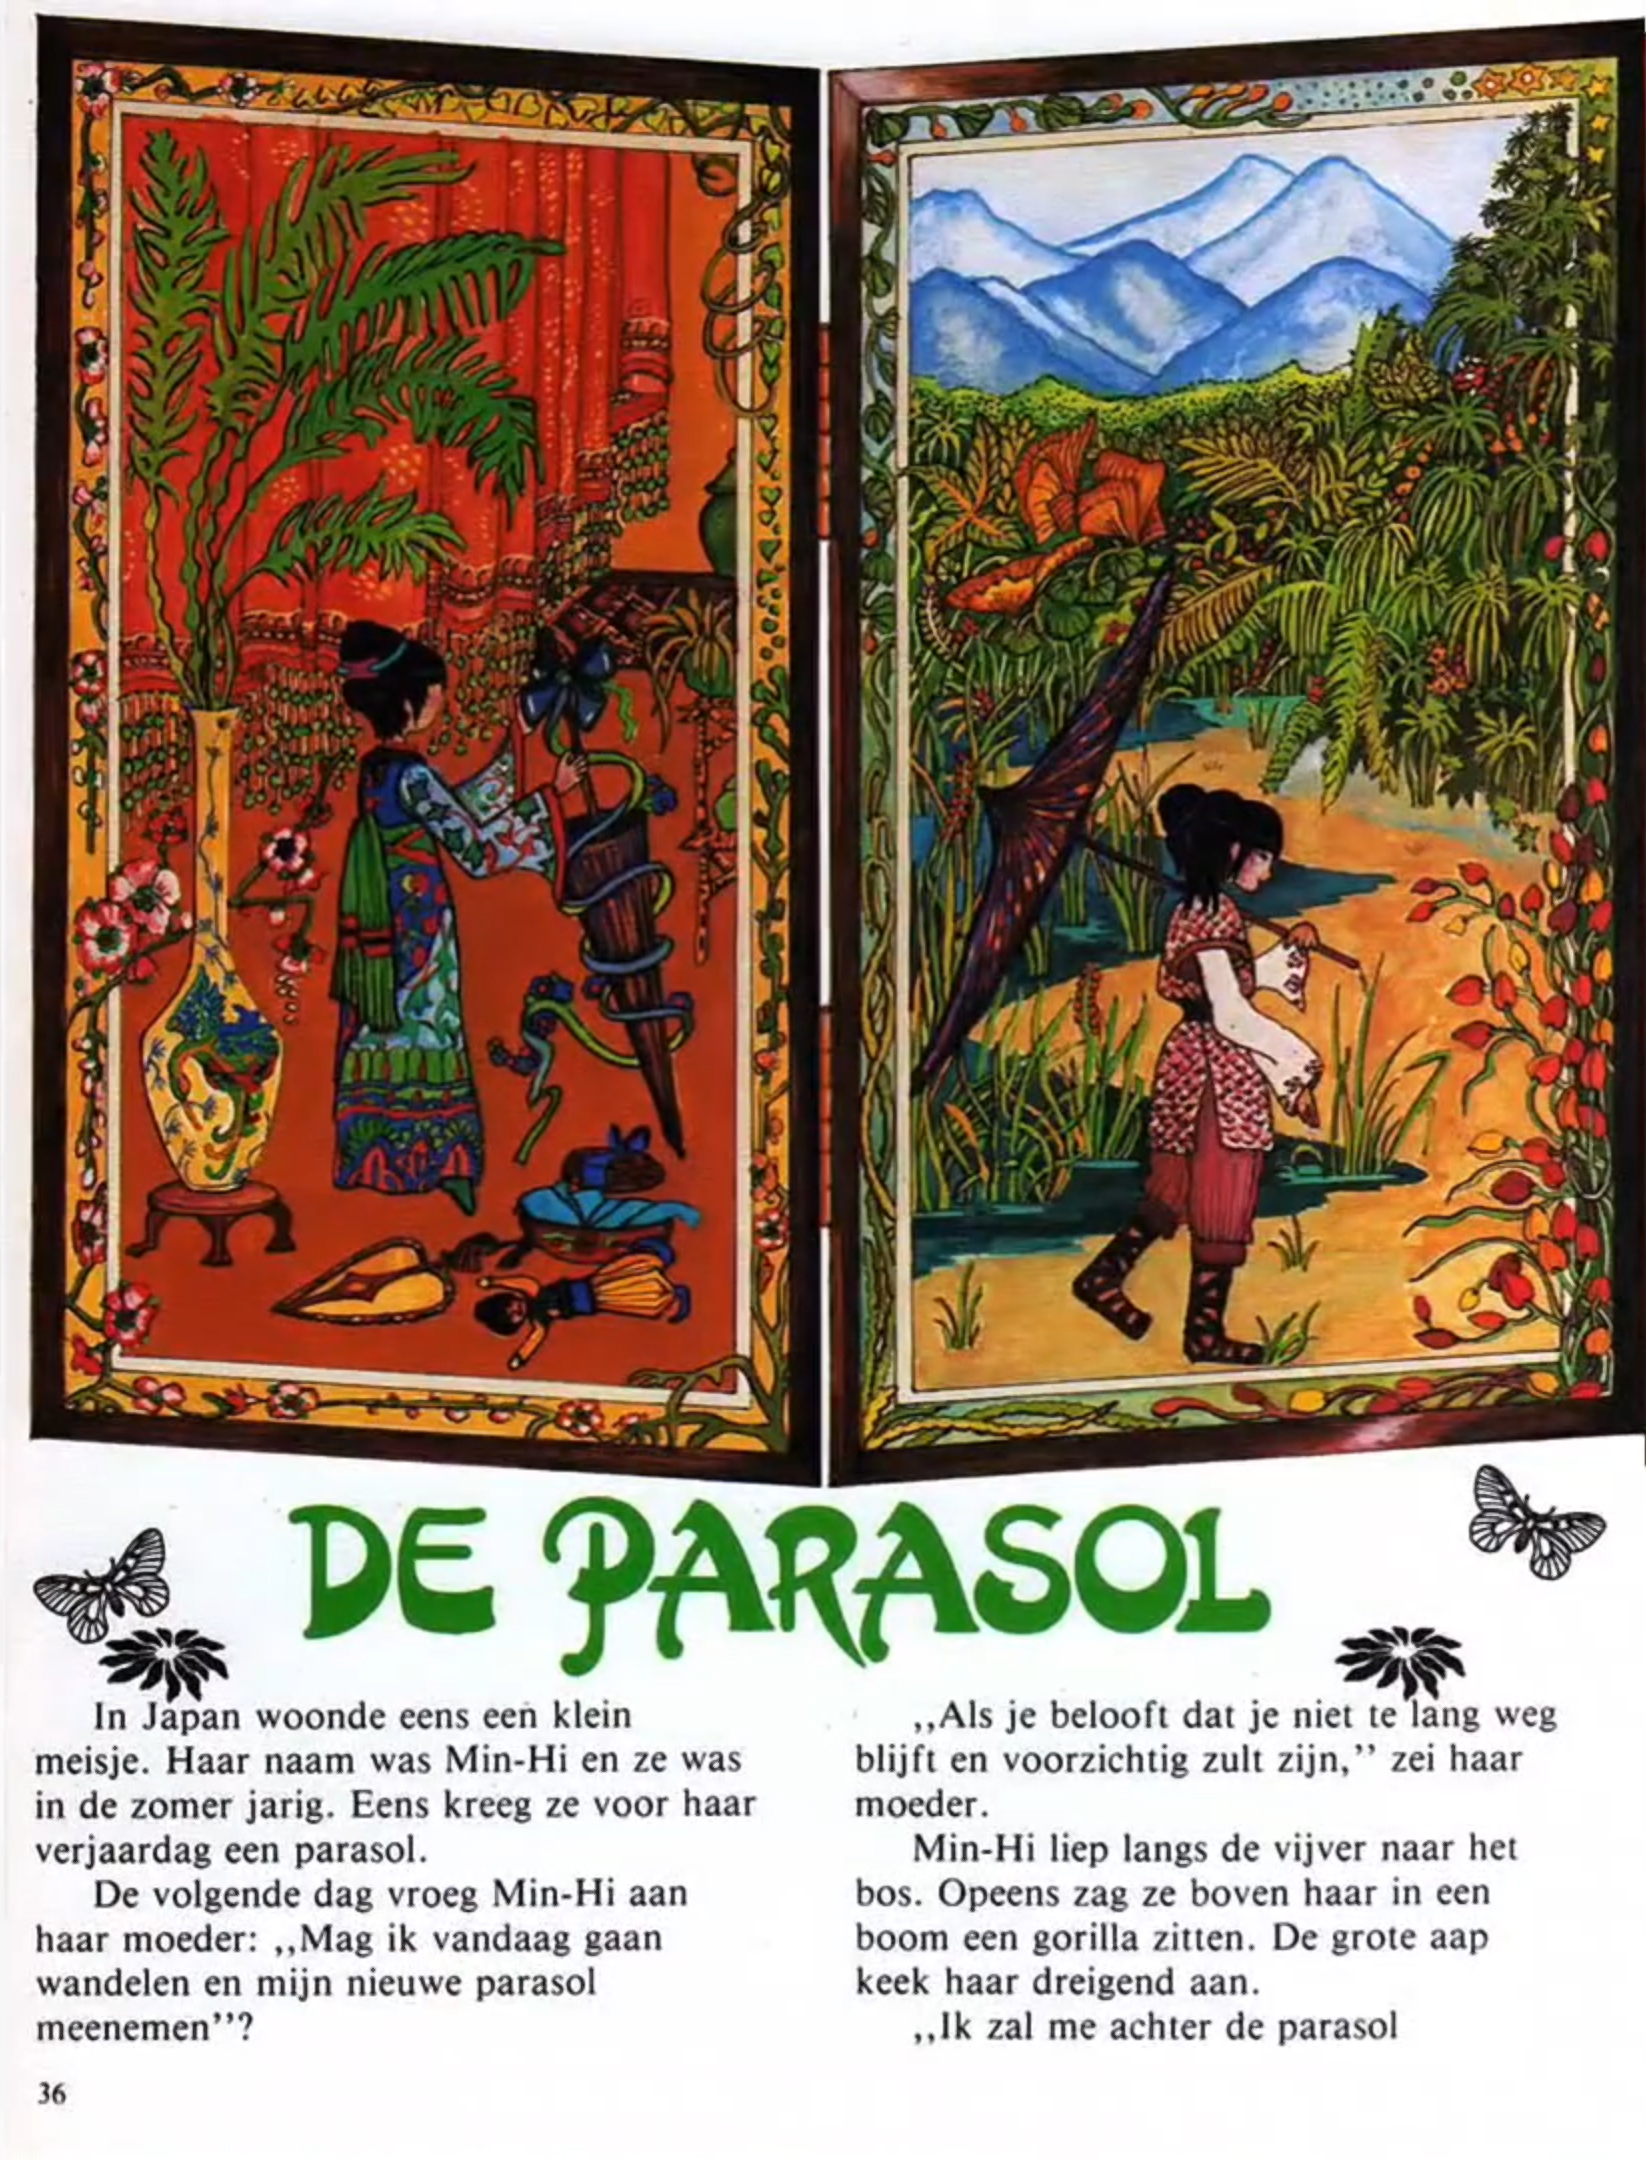 DE PARASOL
In Japan woonde eens een klein
meisje. Haar naam was Min-Hi en ze was
in de zomer jarig. Eens kreeg ze voor haar
verjaardag een parasol.
De volgende dag vroeg Min-Hi aan
haar moeder: ,,Mag ik vandaag gaan
wandelen en mijn nieuwe parasol
meenemen’’?
,,Als je belooft dat je niet te lang weg
blijft en voorzichtig zult zijn,’’ zei haar
moeder.
Min-Hi liep langs de vijver naar het
bos. Opeens zag ze boven haar in een
boom een gorilla zitten. De grote aap
keek haar dreigend aan.
,,Ik zal me achter de parasol
36